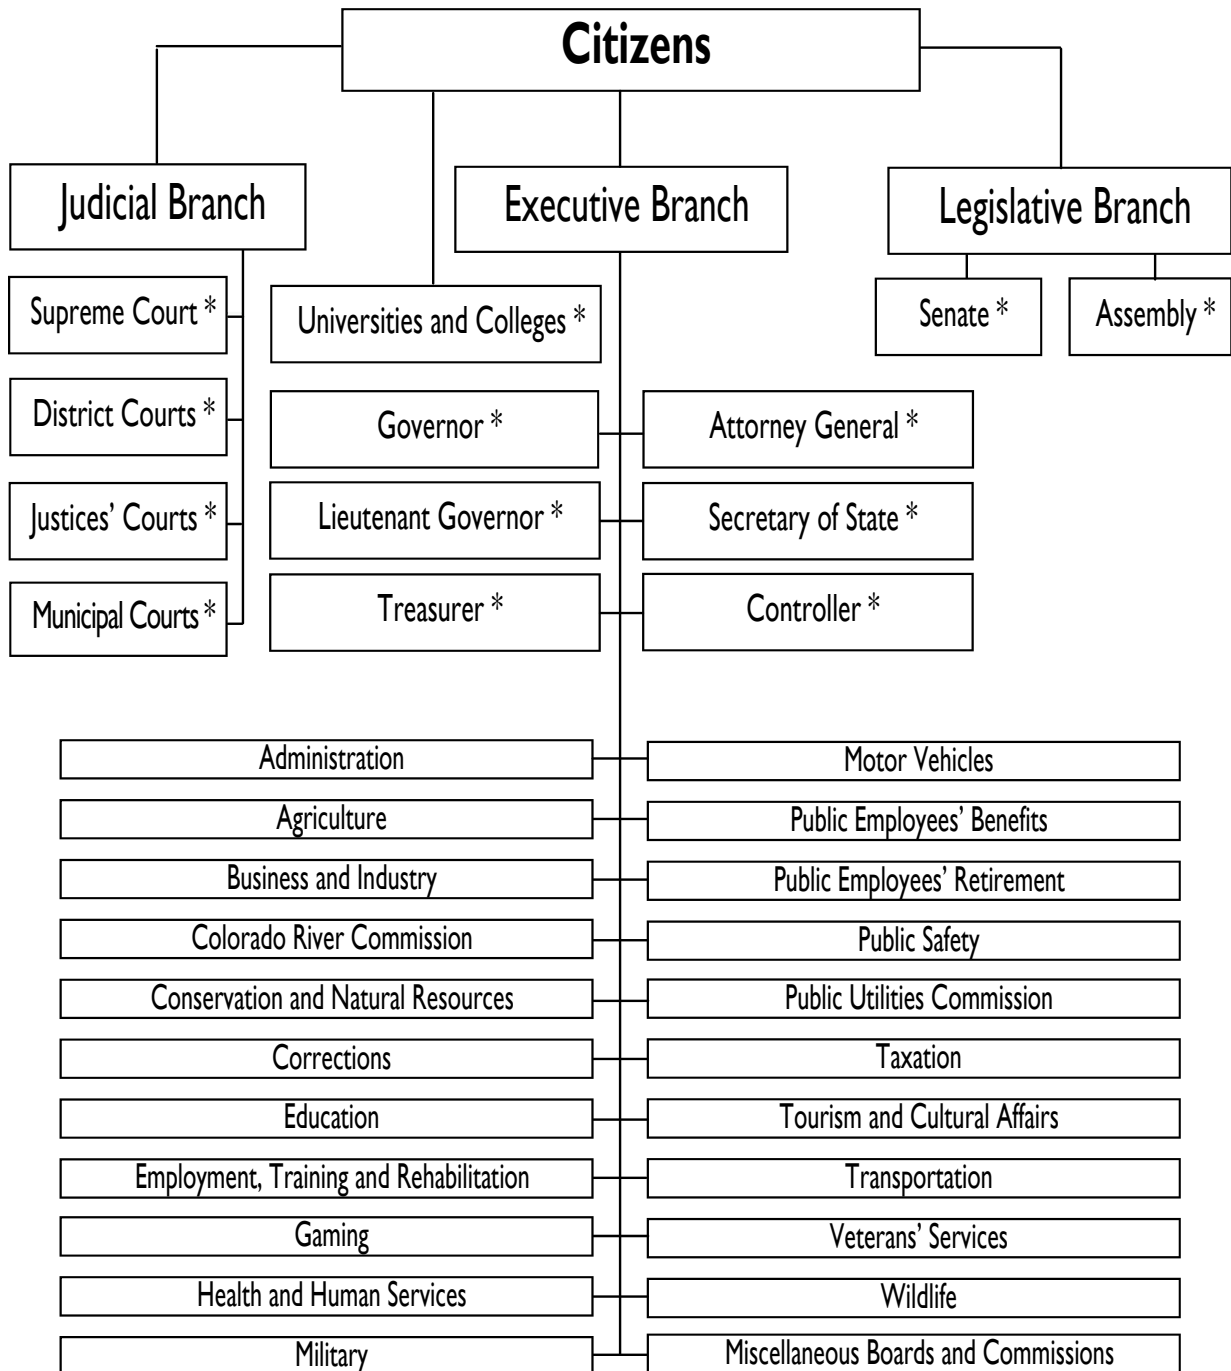 Citizens
Judicial Branch
Executive Branch
Legislative Branch
Supreme Court *
Universities and Colleges *
Senate *
Assembly *
District Courts *
Governor *
Attorney General *
Justices’ Courts *
Lieutenant Governor *
Secretary of State *
Municipal Courts *
Treasurer *
Controller *
Administration
Motor Vehicles
Agriculture
Public Employees’ Benefits
Business and Industry
Public Employees’ Retirement
Colorado River Commission
Public Safety
Conservation and Natural Resources
Public Utilities Commission
Corrections
Taxation
Education
Tourism and Cultural Affairs
Employment, Training and Rehabilitation
Transportation
Gaming
Veterans’ Services
Health and Human Services
Wildlife
Military
Miscellaneous Boards and Commissions